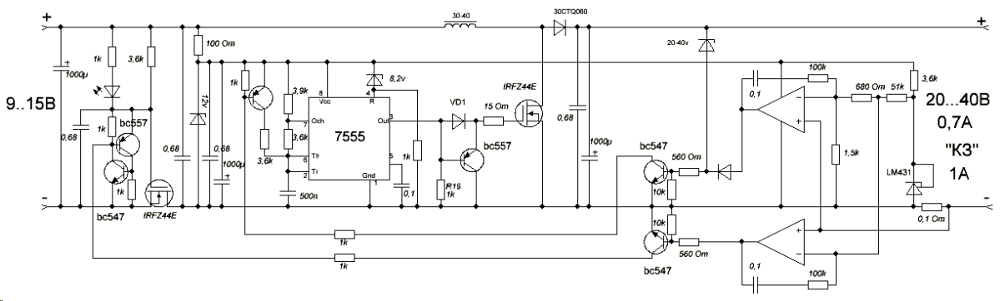 +
30-40
30CTQ060
+
1k
3,6k
100 Om
20-40v
1000µ
+
1k
3,9k
8,2v
IRFZ44E
100k
0,1
680 Om
51k
3,6k
9..15В
12v
8
Vcc
4
R
VD1
15 Om
0,68
20...40В
0,7А
"КЗ"
1А
0,68
1k
bc557
7
Och
7555
Out
3
3,6k
3,6k
6
Th
2
Tr
Gnd
1
5
1k
bc557
1000µ
+
bc547
560 Om
1,5k
LM431
0,68
0,68
1000µ
+
500n
0,1
R19
1k
10k
0,1 Om
-
1k
bc547
IRFZ44E
-
1k
1k
10k
560 Om
bc547
0,1
100k
-
+
+
-